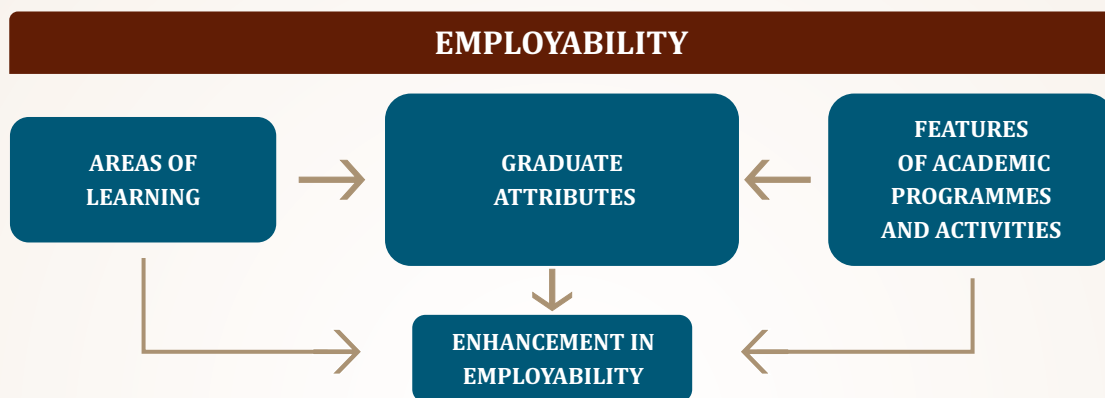 EMPLOYABILITY
AREAS OF
LEARNING
GRADUATE
ATTRIBUTES
FEATURES
OF ACADEMIC
PROGRAMMES
AND ACTIVITIES
ENHANCEMENT IN
EMPLOYABILITY